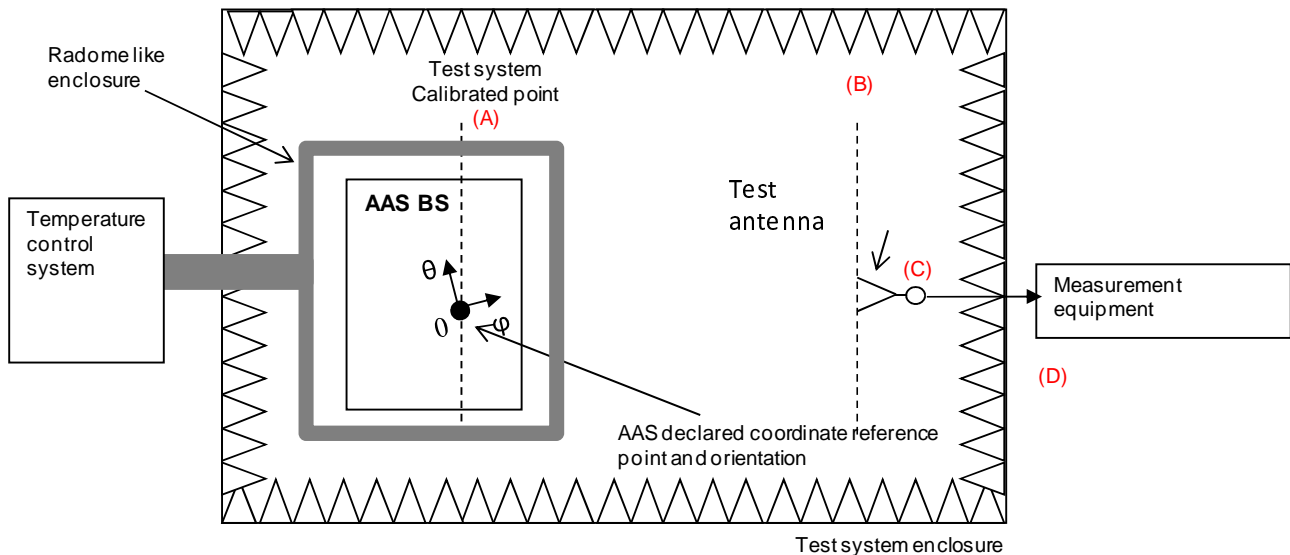 Radome like
enclosure
Test system
Calibrated point
(A)
(B)
AAS BS
Test
antenna
Temperature
control
system
θ
0
φ
(C)
Measurement
equipment
(D)
AAS declared coordinate reference
point and orientation
Test system enclosure